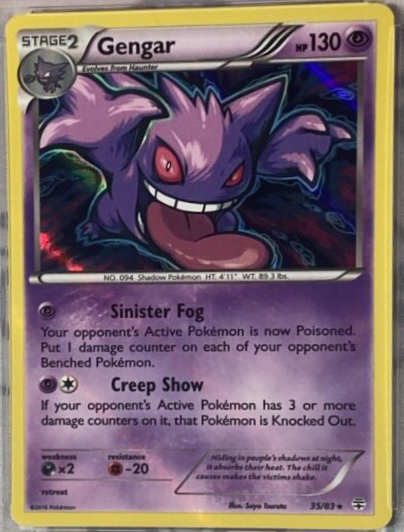 STAGE2 Gengar HP130
Evolves from Haunter
NO. 094 Shadow Pokémon HT. 4'11" WT. 89.3 lbs.
Sinister Fog
Your opponent's Active Pokémon is now Poisoned.
Put 1 damage counter on each of your opponent's
Benched Pokémon.
Creep Show
If your opponent's Active Pokémon has 3 or more
damage counters on it, that Pokémon is Knocked Out.
weakness resistance
×2 -20
retreat
Hiding in people's shadows at night,
it absorbs their heat. The chill it
causes makes the victims shake.
©2016 Pokémon Illus. Saya Tsuruta 35/83